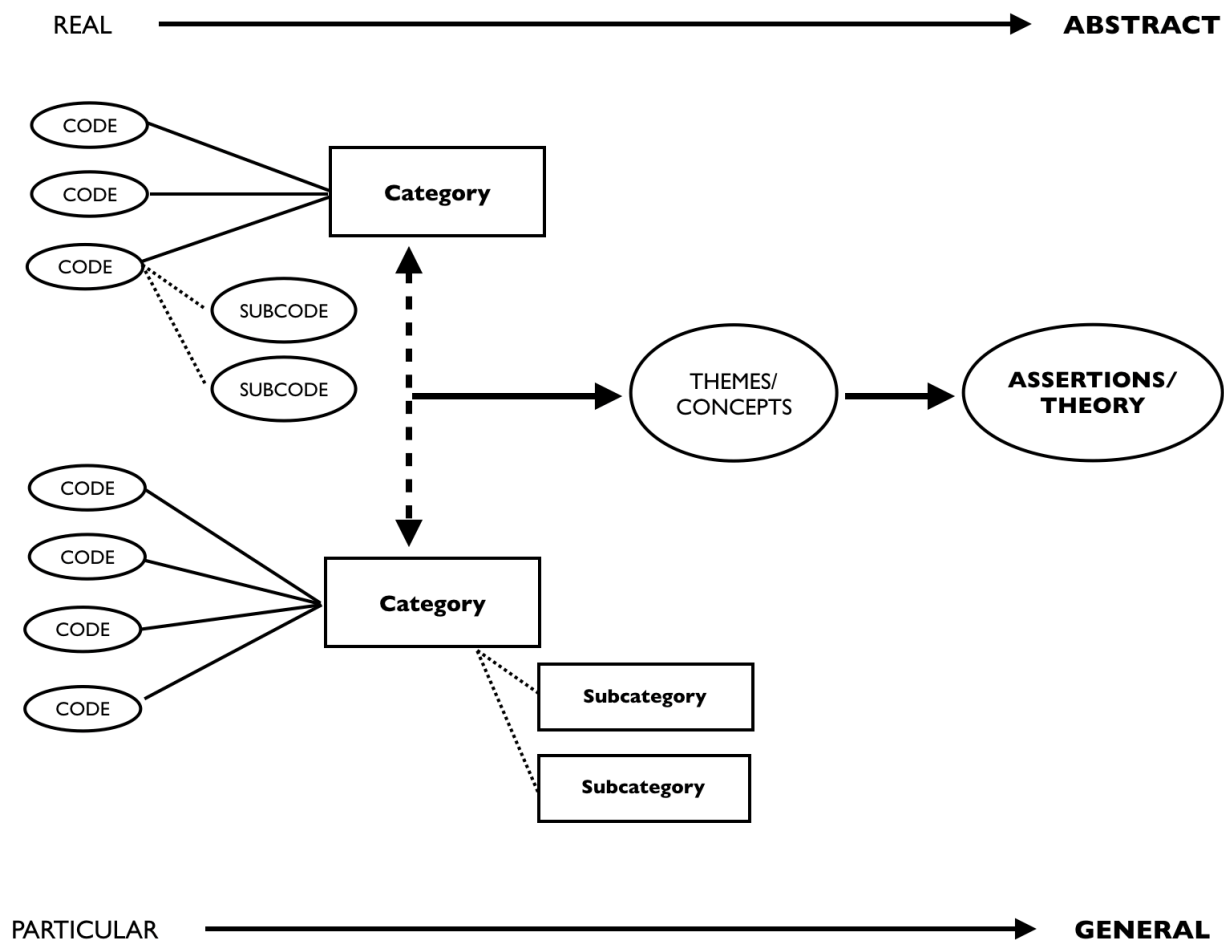 REAL
ABSTRACT
CODE
CODE
CODE
Category
SUBCODE
SUBCODE
THEMES/
CONCEPTS
ASSERTIONS/
THEORY
CODE
CODE
CODE
CODE
Category
Subcategory
Subcategory
PARTICULAR
GENERAL